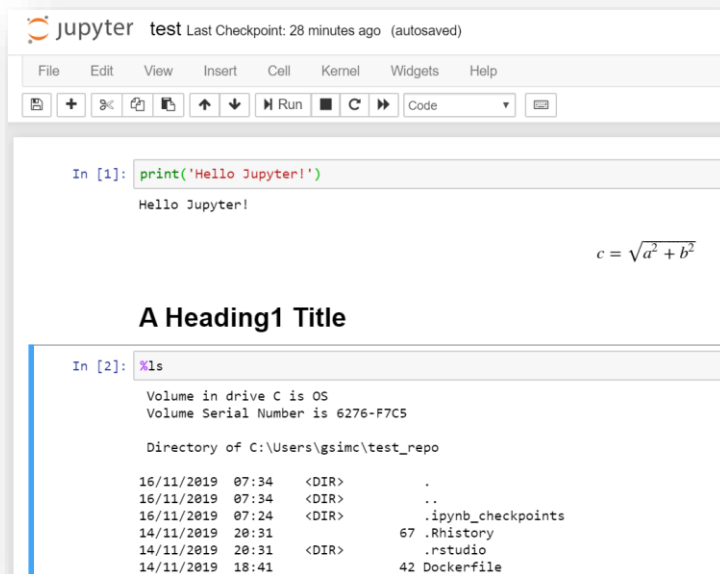 jupyter test Last Checkpoint: 28 minutes ago (autosaved)
File Edit View Insert Cell Kernel Widgets Help
Run Code
In [1]: print('Hello Jupyter!')
Hello Jupyter!
c = √a² + b²
A Heading1 Title
In [2]: %ls
Volume in drive C is OS
Volume Serial Number is 6276-F7C5
Directory of C:\Users\gsimc\test_repo
16/11/2019 07:34 <DIR> .
16/11/2019 07:34 <DIR> ..
16/11/2019 07:24 <DIR> .ipynb_checkpoints
14/11/2019 20:31 67 .Rhistory
14/11/2019 20:31 <DIR> .rstudio
14/11/2019 18:41 42 Dockerfile